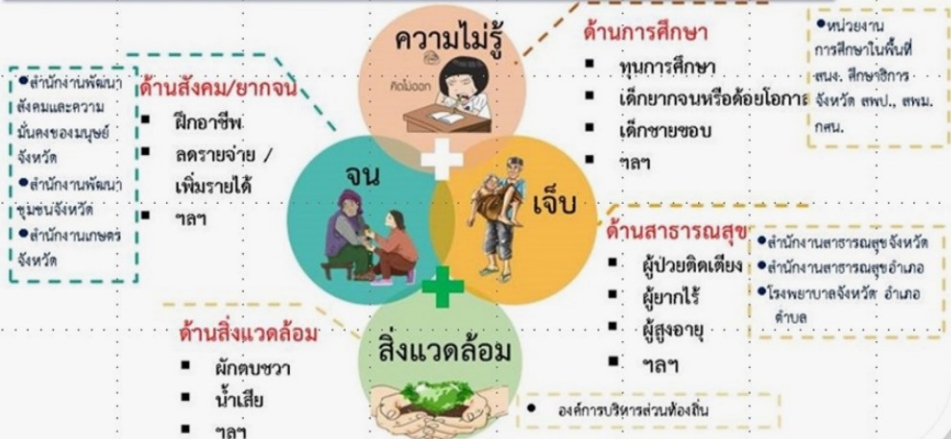 ความไม่รู้
คิดไม่ออก
จน
เจ็บ
สิ่งแวดล้อม
ด้านการศึกษา
▪ ทุนการศึกษา
▪ เด็กยากจนหรือด้อยโอกาส
▪ เด็กชายขอบ
▪ ฯลฯ
•หน่วยงาน
การศึกษาในพื้นที่
สนง. ศึกษาธิการ
จังหวัด สพป., สพม.
กศน.
ด้านสังคม/ยากจน
▪ ฝึกอาชีพ
▪ ลดรายจ่าย /
เพิ่มรายได้
▪ ฯลฯ
•สำนักงานพัฒนา
สังคมและความ
มั่นคงของมนุษย์
จังหวัด
•สำนักงานพัฒนา
ชุมชนจังหวัด
•สำนักงานเกษตร
จังหวัด
ด้านสาธารณสุข
▪ ผู้ป่วยติดเตียง
▪ ผู้ยากไร้
▪ ผู้สูงอายุ
▪ ฯลฯ
•สำนักงานสาธารณสุขจังหวัด
•สำนักงานสาธารณสุขอำเภอ
•โรงพยาบาลจังหวัด อำเภอ
ตำบล
ด้านสิ่งแวดล้อม
▪ ผักตบชวา
▪ น้ำเสีย
▪ ฯลฯ
• องค์การบริหารส่วนท้องถิ่น